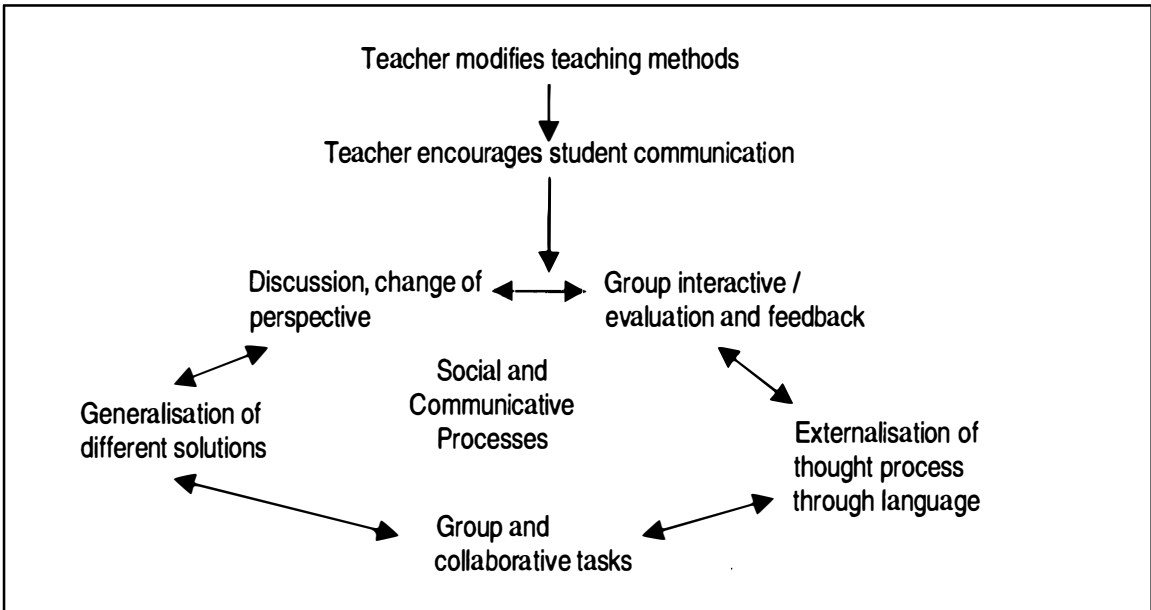 Teacher modifies teaching methods
Teacher encourages student communication
Discussion, change of
perspective
Group interactive /
evaluation and feedback
Social and
Communicative
Processes
Generalisation of
different solutions
Externalisation of
thought process
through language
Group and
collaborative tasks